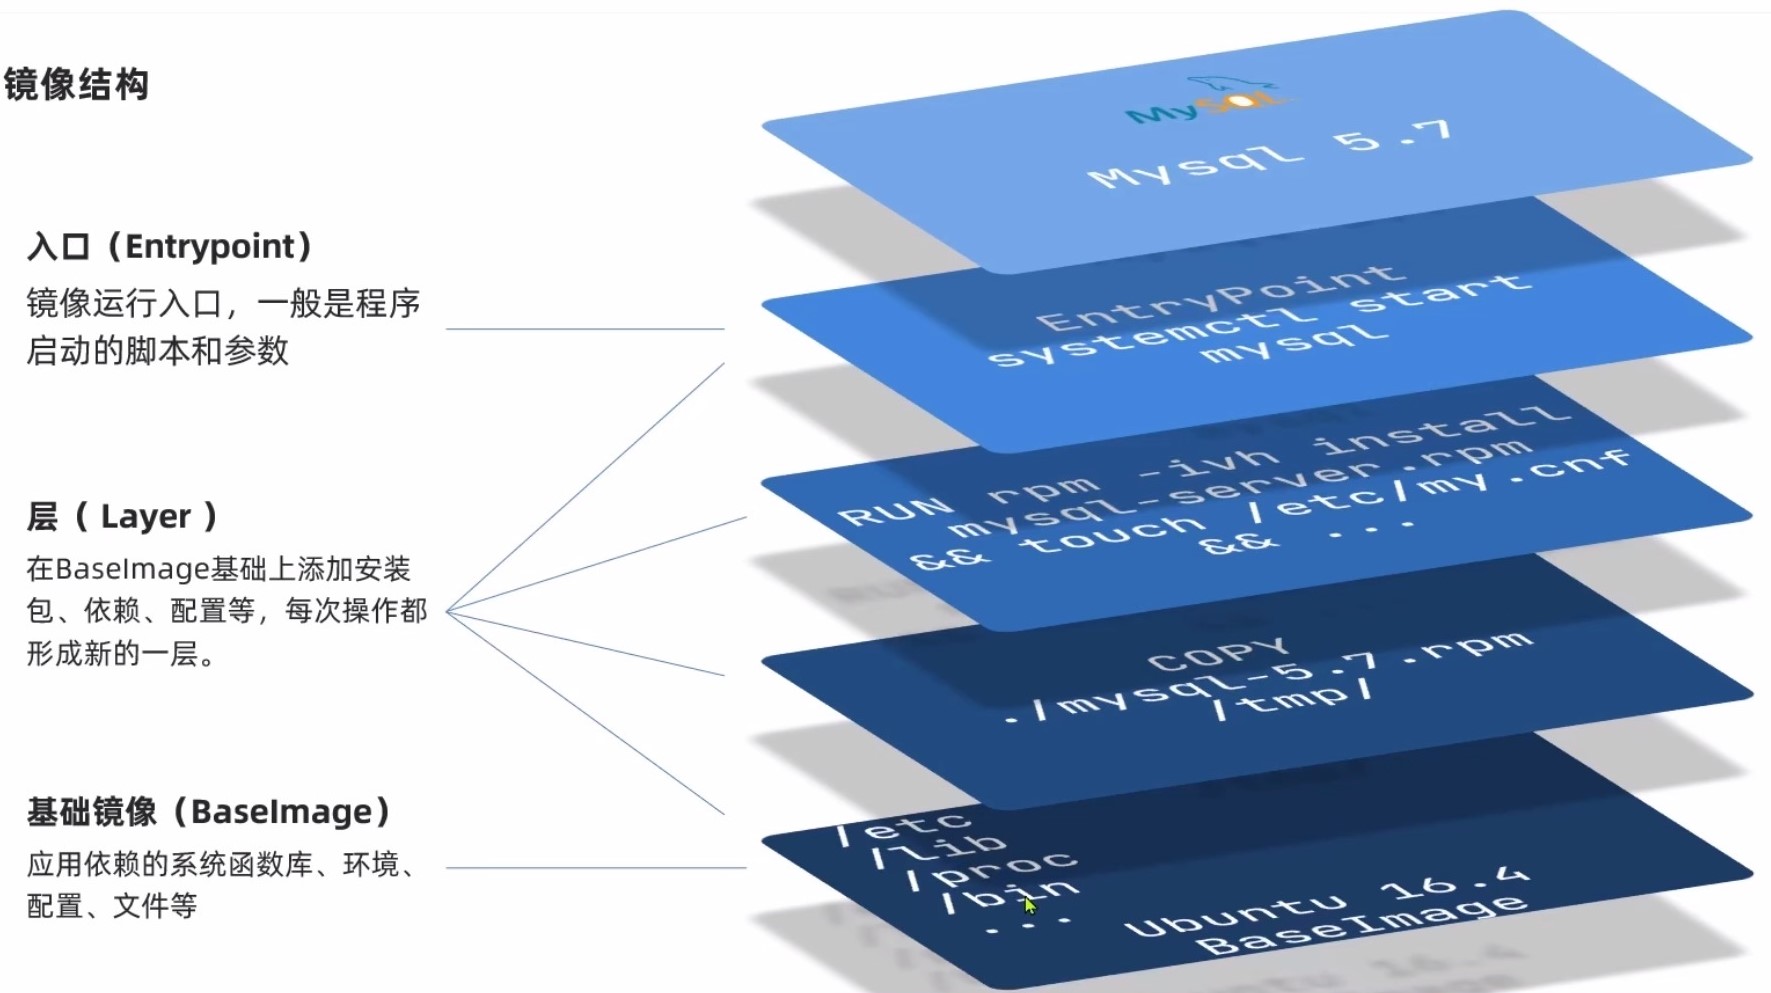 镜像结构
入口（Entrypoint）
镜像运行入口，一般是程序
启动的脚本和参数
层（ Layer ）
在BaseImage基础上添加安装
包、依赖、配置等，每次操作都
形成新的一层。
基础镜像（BaseImage）
应用依赖的系统函数库、环境、
配置、文件等
MySQL
Mysql 5.7
EntryPoint
systemctl start
mysql
RUN rpm -ivh install
mysql-server.rpm
&& touch /etc/my.cnf
&& ...
COPY
./mysql-5.7.rpm
/tmp/
/etc
/lib
/proc
/bin
...
Ubuntu 16.4
BaseImage